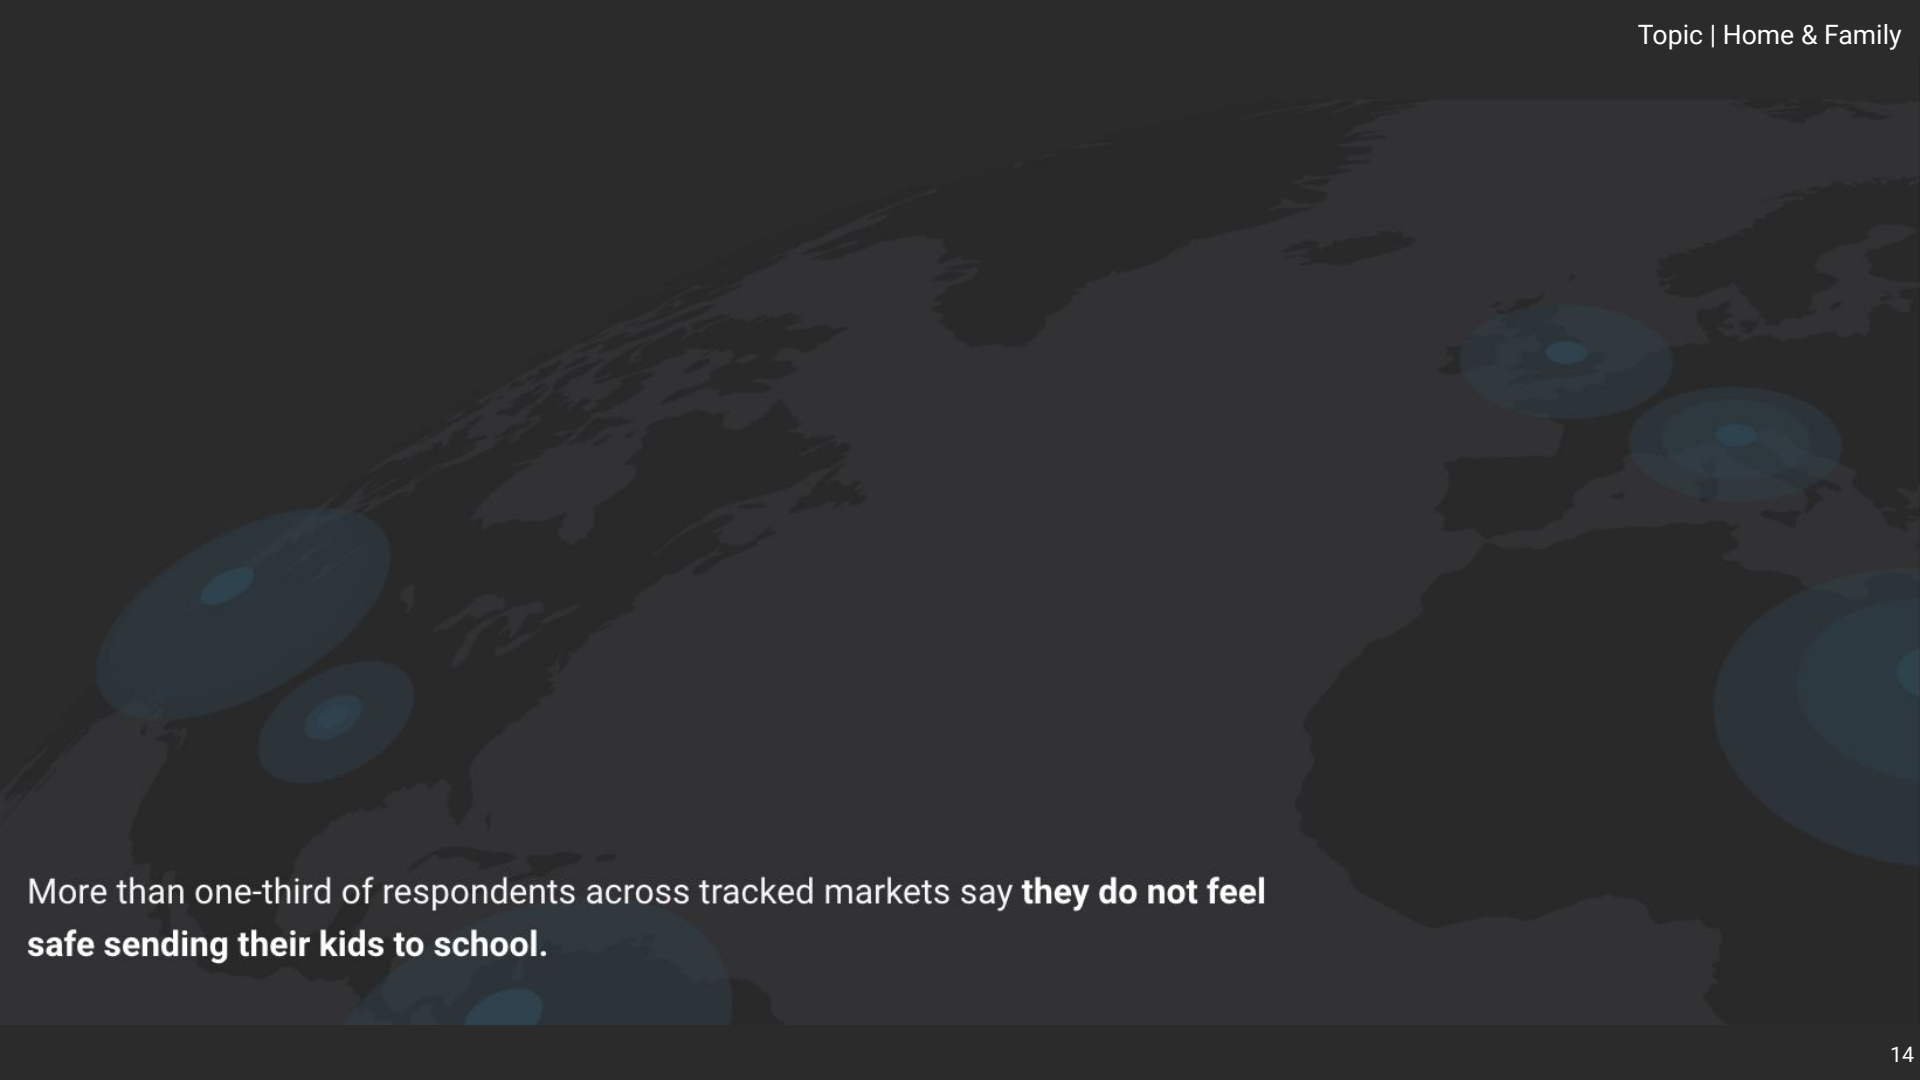 Topic | Home & Family
More than one-third of respondents across tracked markets say they do not feel
safe sending their kids to school.
14